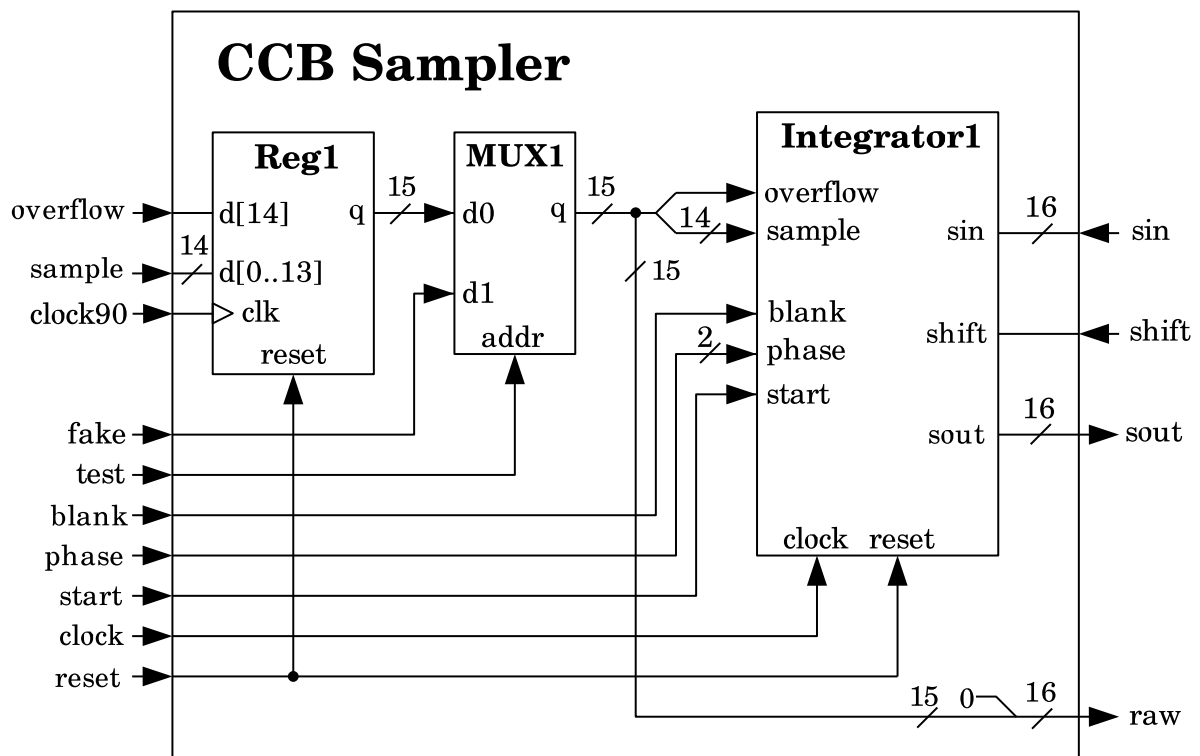 CCB Sampler
Reg1
MUX1
Integrator1
overflow
d[14]
q
15
d0
q
15
overflow
14
sample
sin
16
sin
sample
14
d[0..13]
15
clock90
clk
d1
blank
reset
addr
2
phase
shift
shift
start
fake
sout
16
sout
test
blank
clock
reset
phase
start
clock
reset
15
0
16
raw